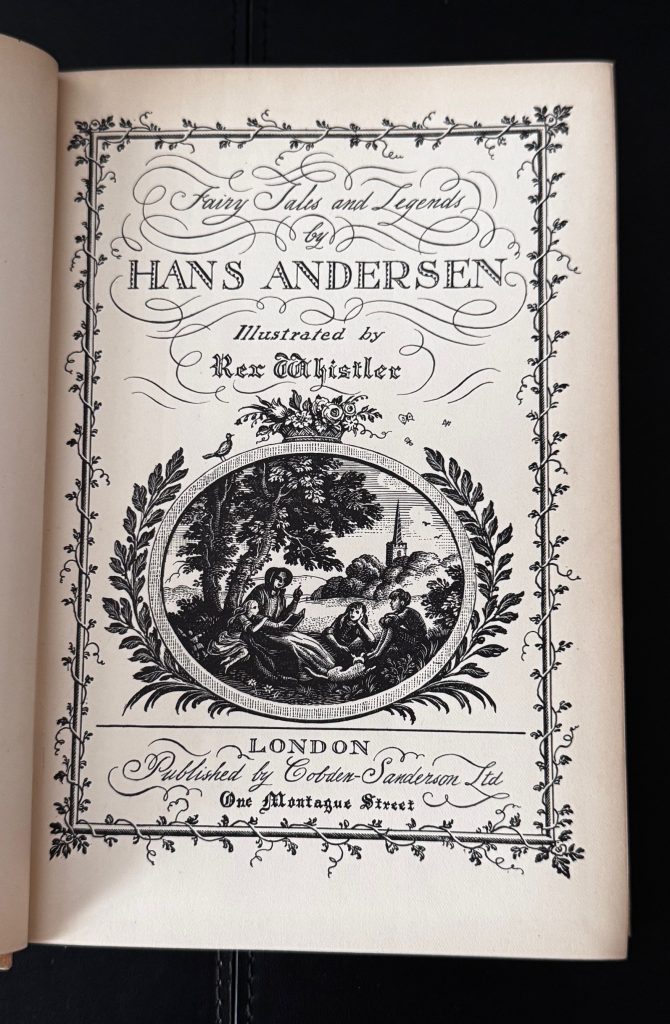 Fairy Tales and Legends
by
HANS ANDERSEN
Illustrated by
Rex Whistler
LONDON
Published by Cobden-Sanderson Ltd
One Montague Street